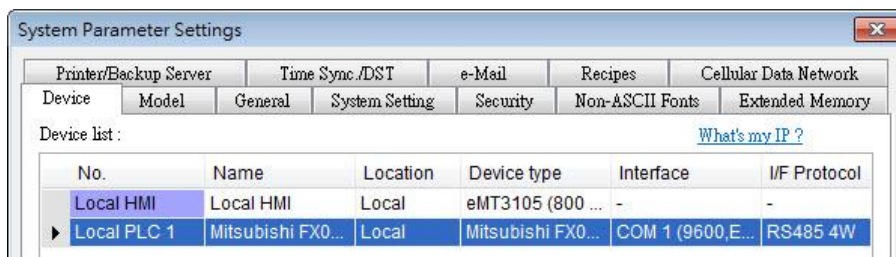 System Parameter Settings
Printer/Backup Server Time Sync./DST e-Mail Recipes Cellular Data Network
Device Model General System Setting Security Non-ASCII Fonts Extended Memory
Device list : What's my IP ?
No. Name Location Device type Interface I/F Protocol
Local HMI Local HMI Local eMT3105 (800 ... - -
Local PLC 1 Mitsubishi FX0... Local Mitsubishi FX0... COM 1 (9600,E... RS485 4W